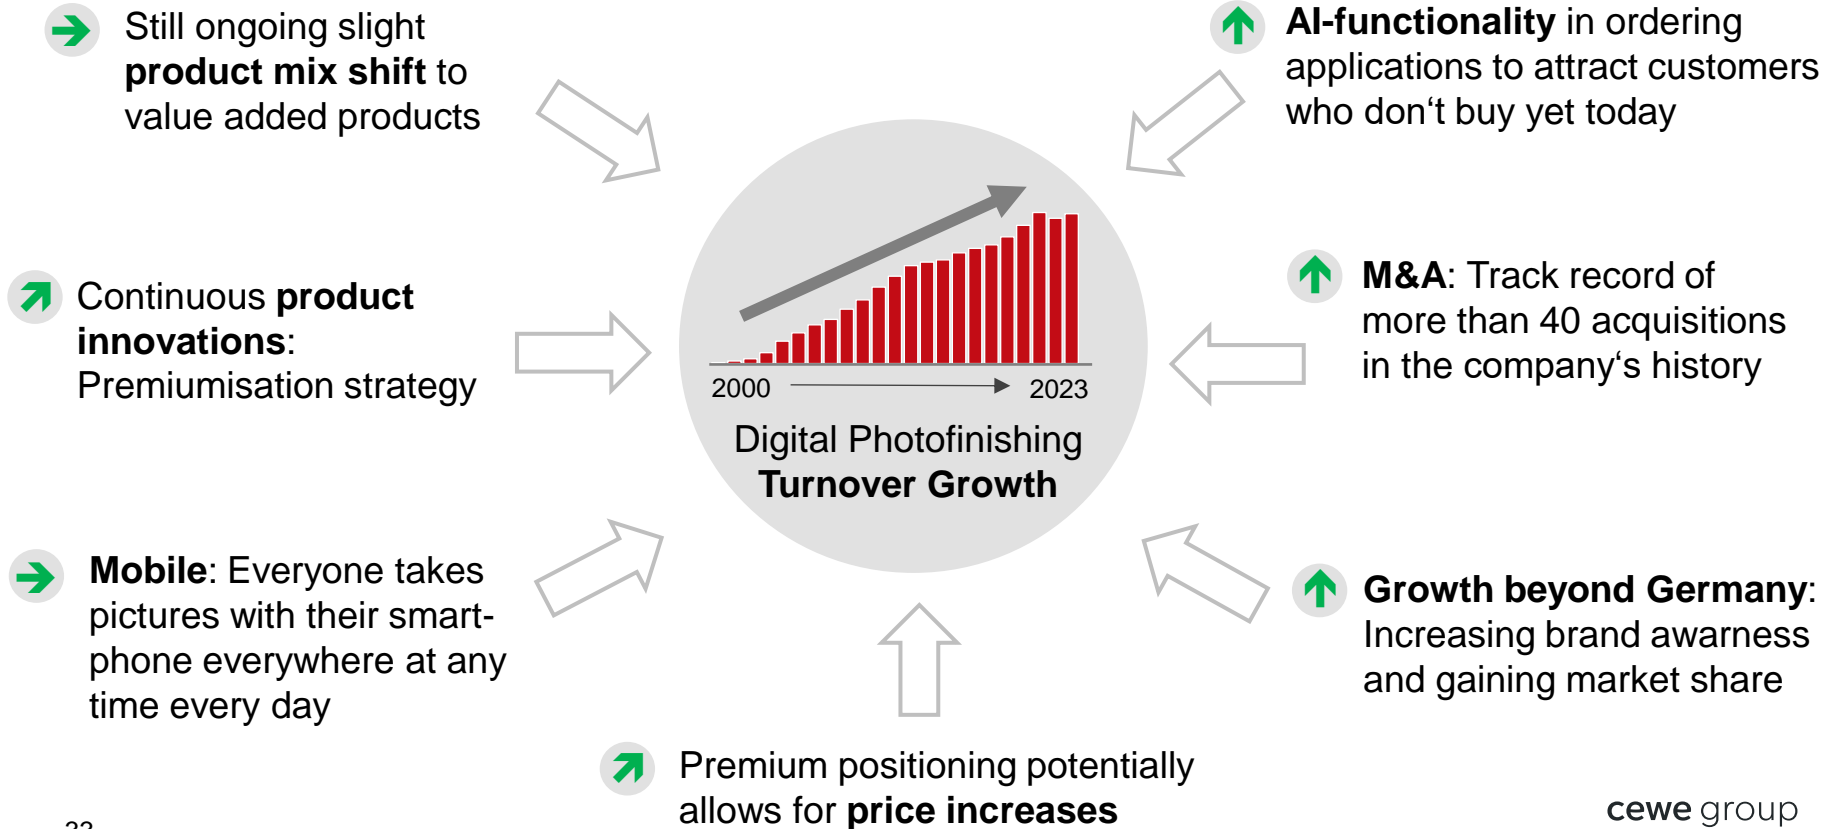 Still ongoing slight
product mix shift to
value added products
AI-functionality in ordering
applications to attract customers
who don‘t buy yet today
Continuous product
innovations:
Premiumisation strategy
M&A: Track record of
more than 40 acquisitions
in the company‘s history
2000
2023
Digital Photofinishing
Turnover Growth
Mobile: Everyone takes
pictures with their smart-
phone everywhere at any
time every day
Growth beyond Germany:
Increasing brand awarness
and gaining market share
Premium positioning potentially
allows for price increases
cewe group